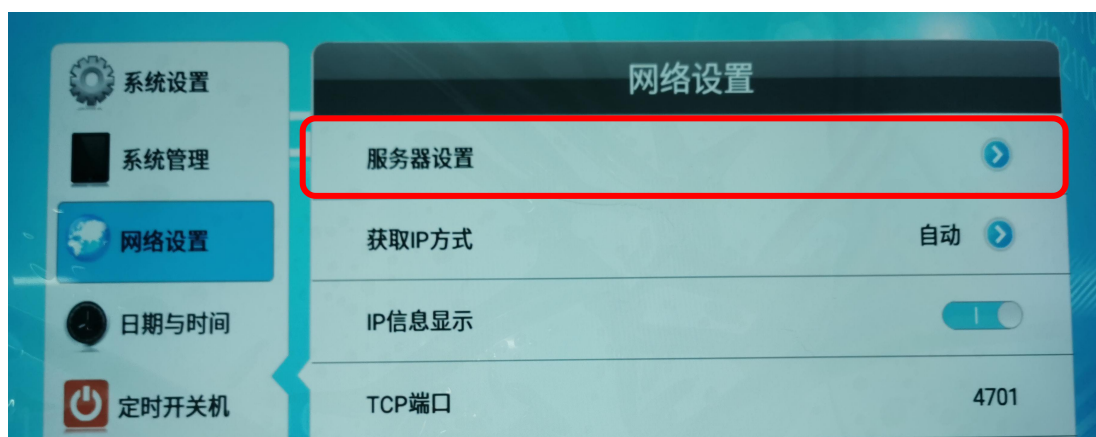 系统设置
系统管理
网络设置
日期与时间
定时开关机
网络设置
服务器设置
获取IP方式 自动
IP信息显示
TCP端口 4701